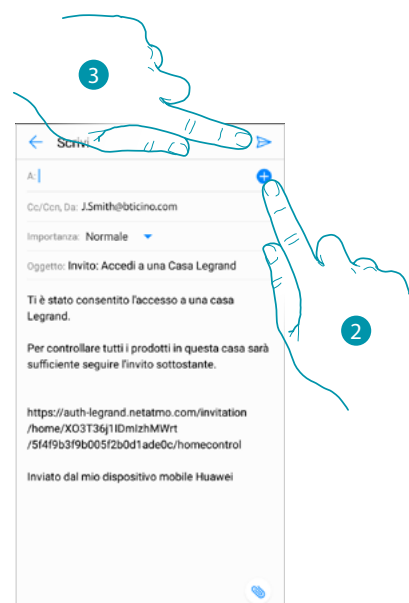 3
Scrivi
A:
Cc/Ccn, Da: J.Smith@bticino.com
2
Importanza: Normale
Oggetto: Invito: Accedi a una Casa Legrand
Ti è stato consentito l'accesso a una casa
Legrand.
Per controllare tutti i prodotti in questa casa sarà
sufficiente seguire l'invito sottostante.
https://auth-legrand.netatmo.com/invitation
/home/XO3T36j1IDmlzhMWrt
/5f4f9b3f9b005f2b0d1ade0c/homecontrol
Inviato dal mio dispositivo mobile Huawei